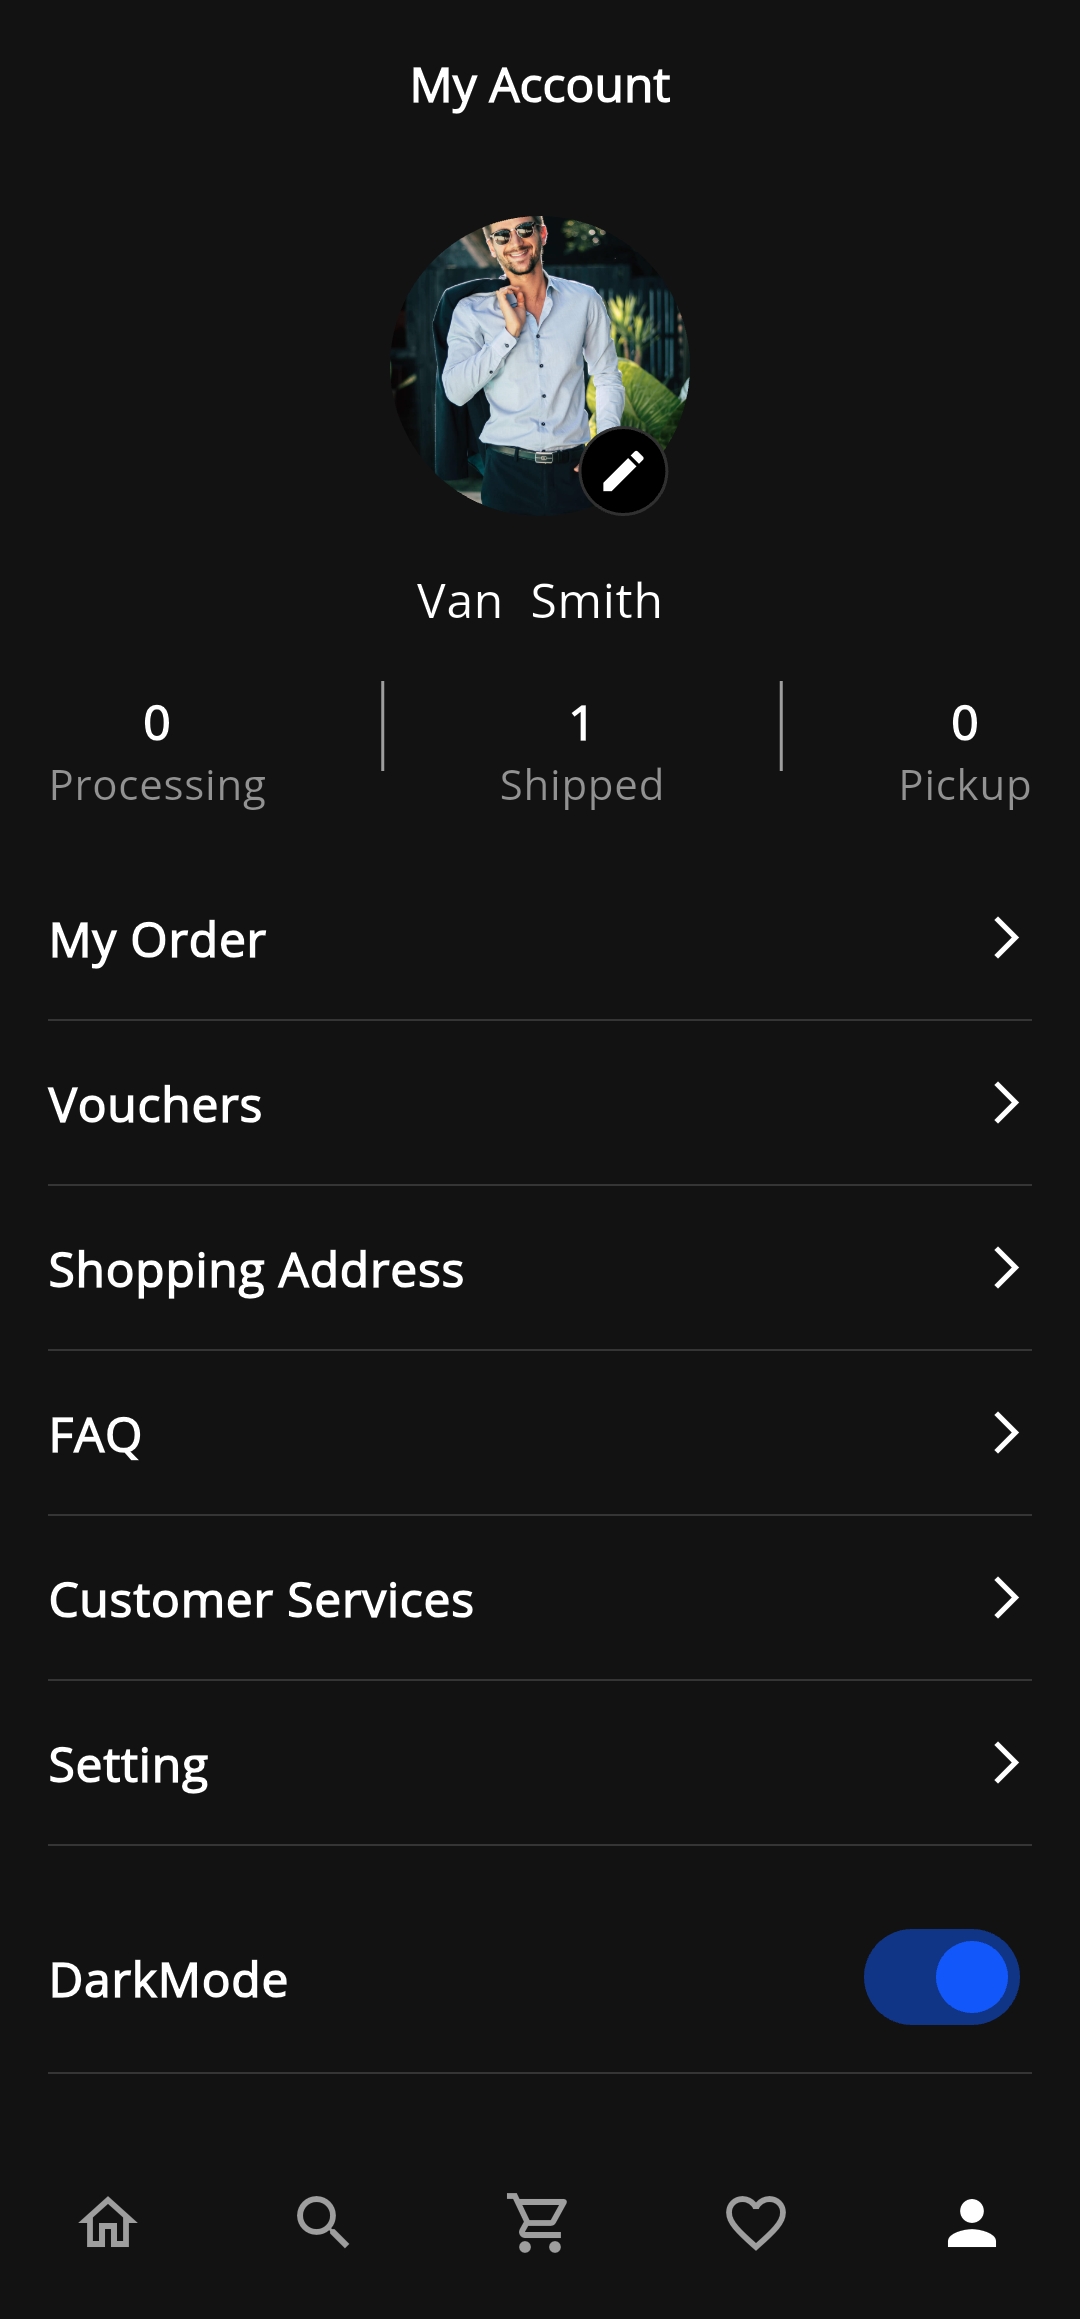 My Account
Van Smith
0 1 0
Processing Shipped Pickup
My Order
Vouchers
Shopping Address
FAQ
Customer Services
Setting
DarkMode